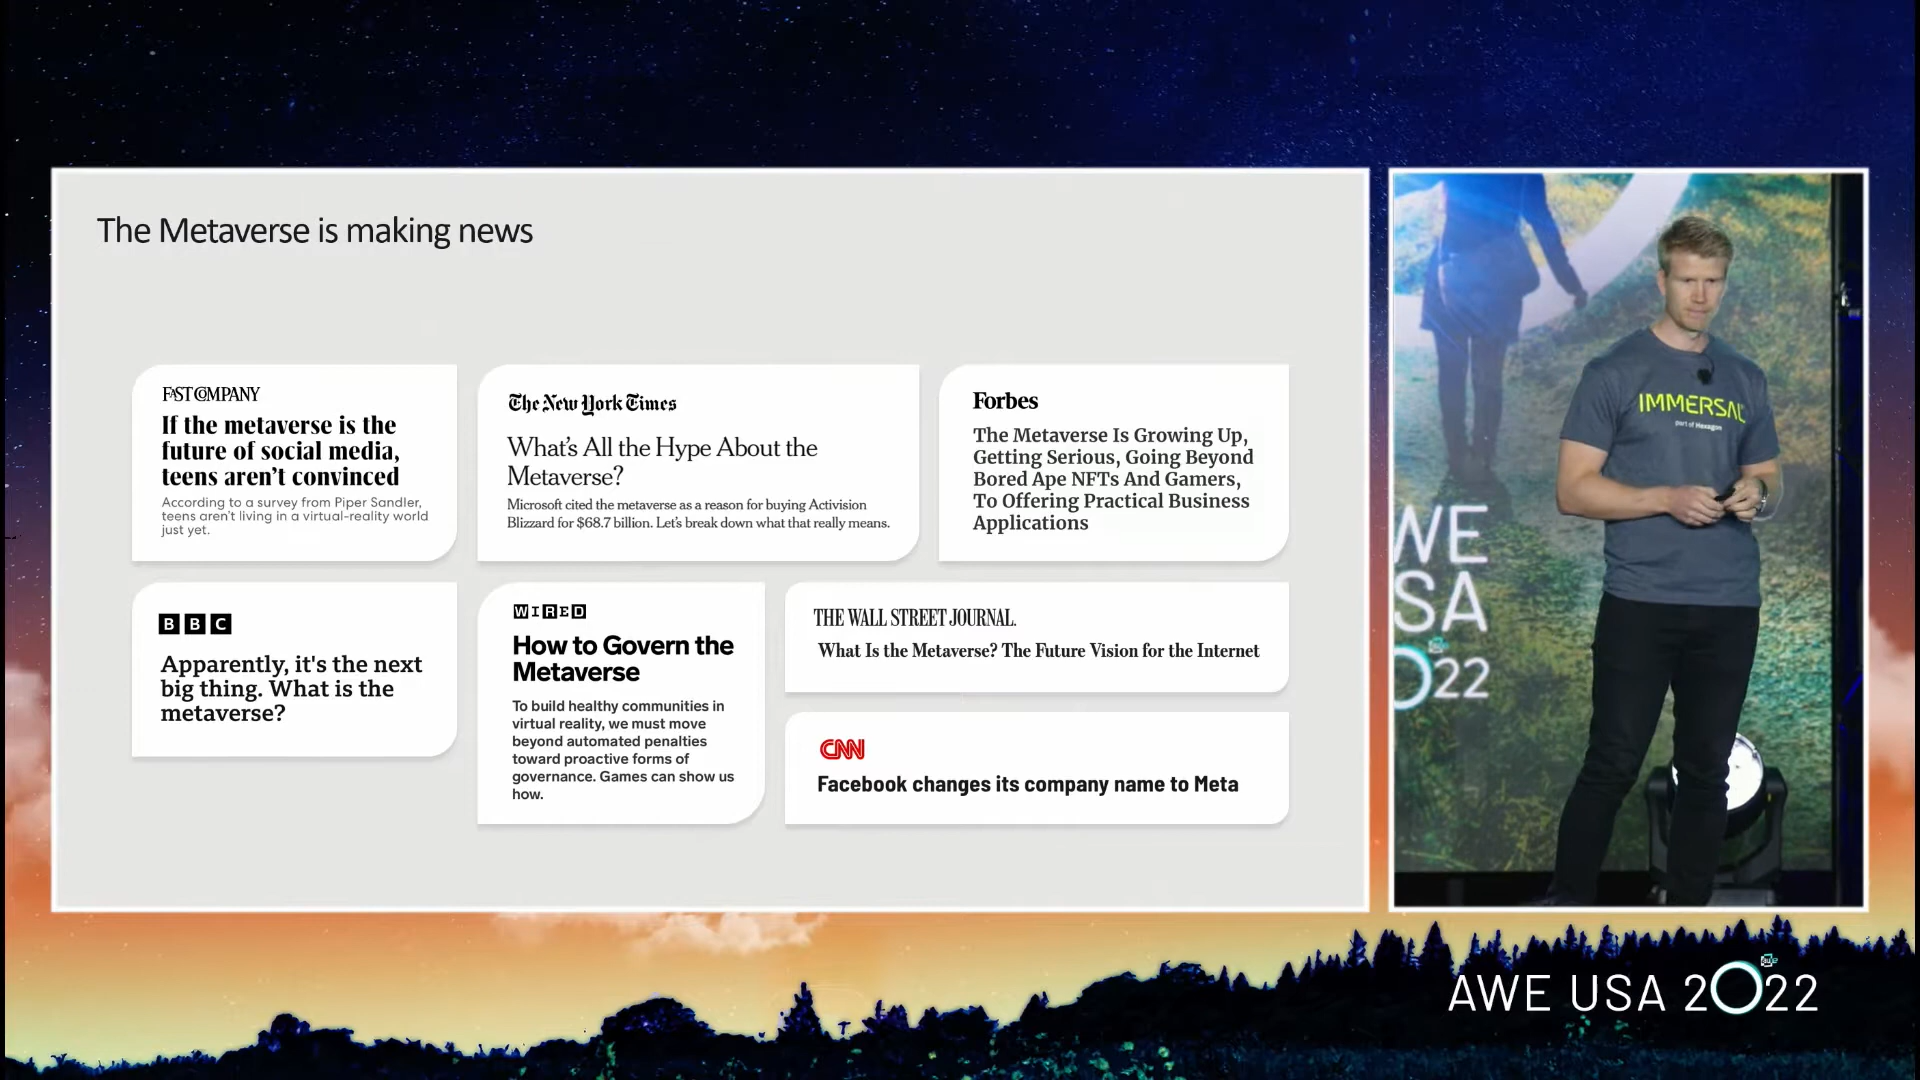 The Metaverse is making news
FAST COMPANY
If the metaverse is the
future of social media,
teens aren't convinced
According to a survey from Piper Sandler,
teens aren't living in a virtual-reality world
just yet.
The New York Times
What's All the Hype About the
Metaverse?
Microsoft cited the metaverse as a reason for buying Activision
Blizzard for $68.7 billion. Let's break down what that really means.
Forbes
The Metaverse Is Growing Up,
Getting Serious, Going Beyond
Bored Ape NFTs And Gamers,
To Offering Practical Business
Applications
BBC
Apparently, it's the next
big thing. What is the
metaverse?
WIRED
How to Govern the
Metaverse
To build healthy communities in
virtual reality, we must move
beyond automated penalties
toward proactive forms of
governance. Games can show us
how.
THE WALL STREET JOURNAL.
What Is the Metaverse? The Future Vision for the Internet
CNN
Facebook changes its company name to Meta
IMMERSAL
part of Hexagon
AWE
USA
2022
AWE USA 2022